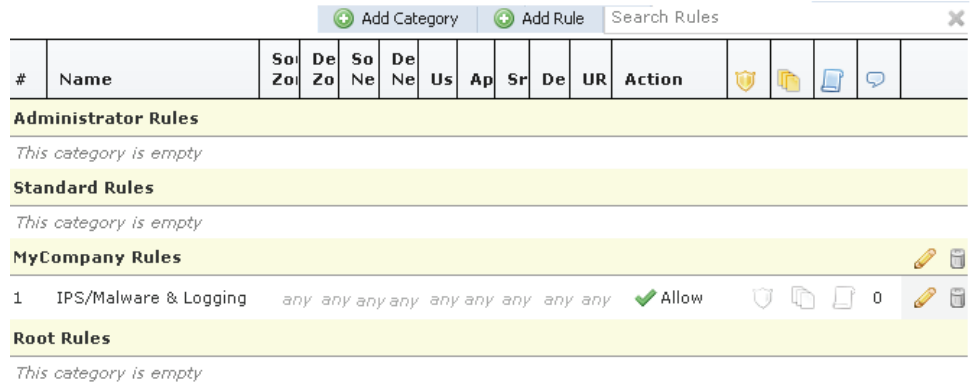 Add Category Add Rule Search Rules
# Name Sou Zon De Zo So Ne De Ne Us Ap Sr De UR Action
Administrator Rules
This category is empty
Standard Rules
This category is empty
MyCompany Rules
1 IPS/Malware & Logging any any any any any any any any any Allow 0
Root Rules
This category is empty